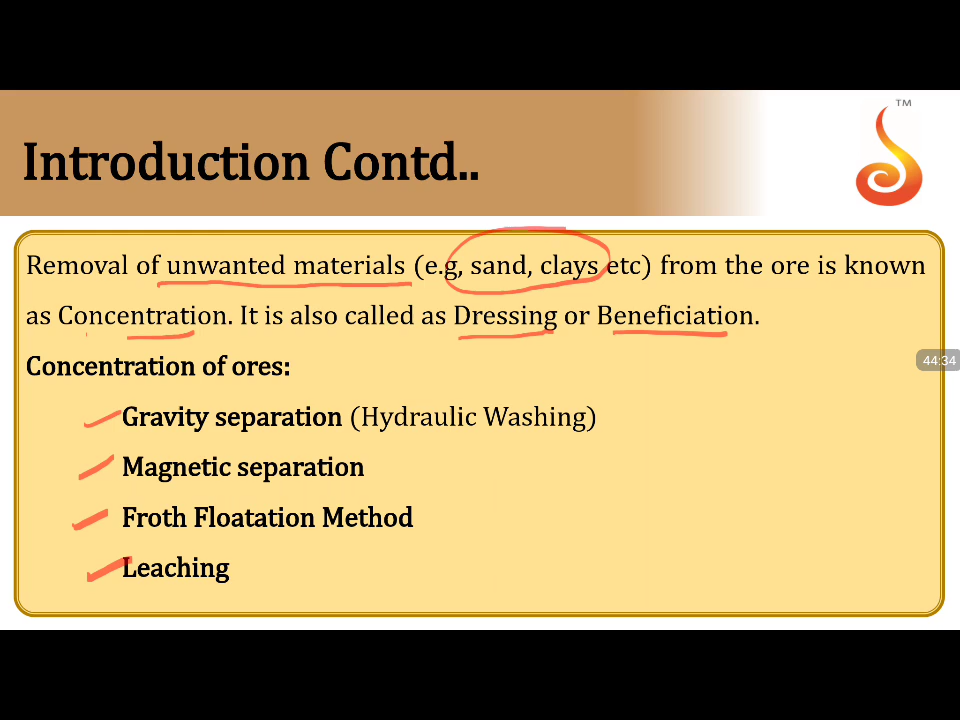 TM
Introduction Contd..
Removal of unwanted materials (e.g, sand, clays etc) from the ore is known
as Concentration. It is also called as Dressing or Beneficiation.
44:34
Concentration of ores:
Gravity separation (Hydraulic Washing)
Magnetic separation
Froth Floatation Method
Leaching